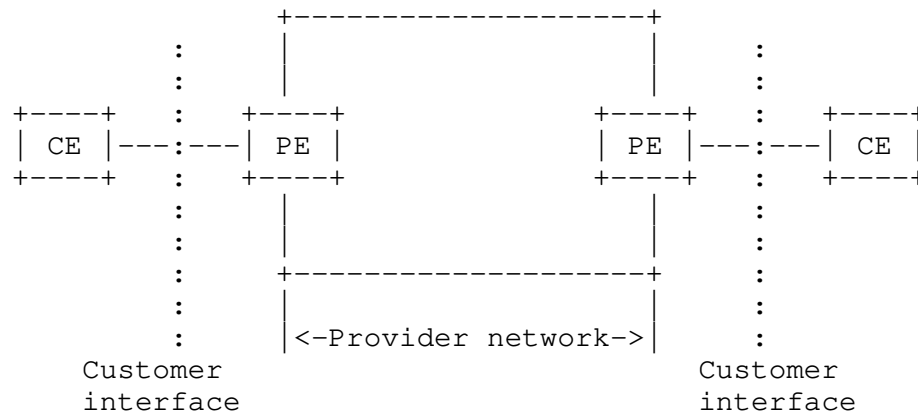 CE PE PE CE
<-Provider network->
Customer Customer
interface interface